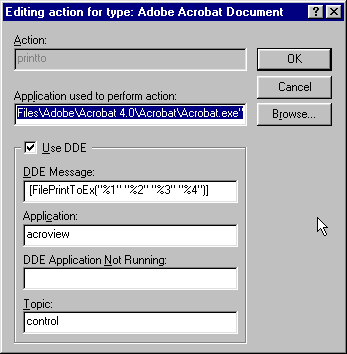 Editing action for type: Adobe Acrobat Document
Action:
printto
OK
Cancel
Application used to perform action:
Files\Adobe\Acrobat 4.0\Acrobat\Acrobat.exe"
Browse...
Use DDE
DDE Message:
[FilePrintToEx("%1" "%2" "%3" "%4")]
Application:
acroview
DDE Application Not Running:
Topic:
control